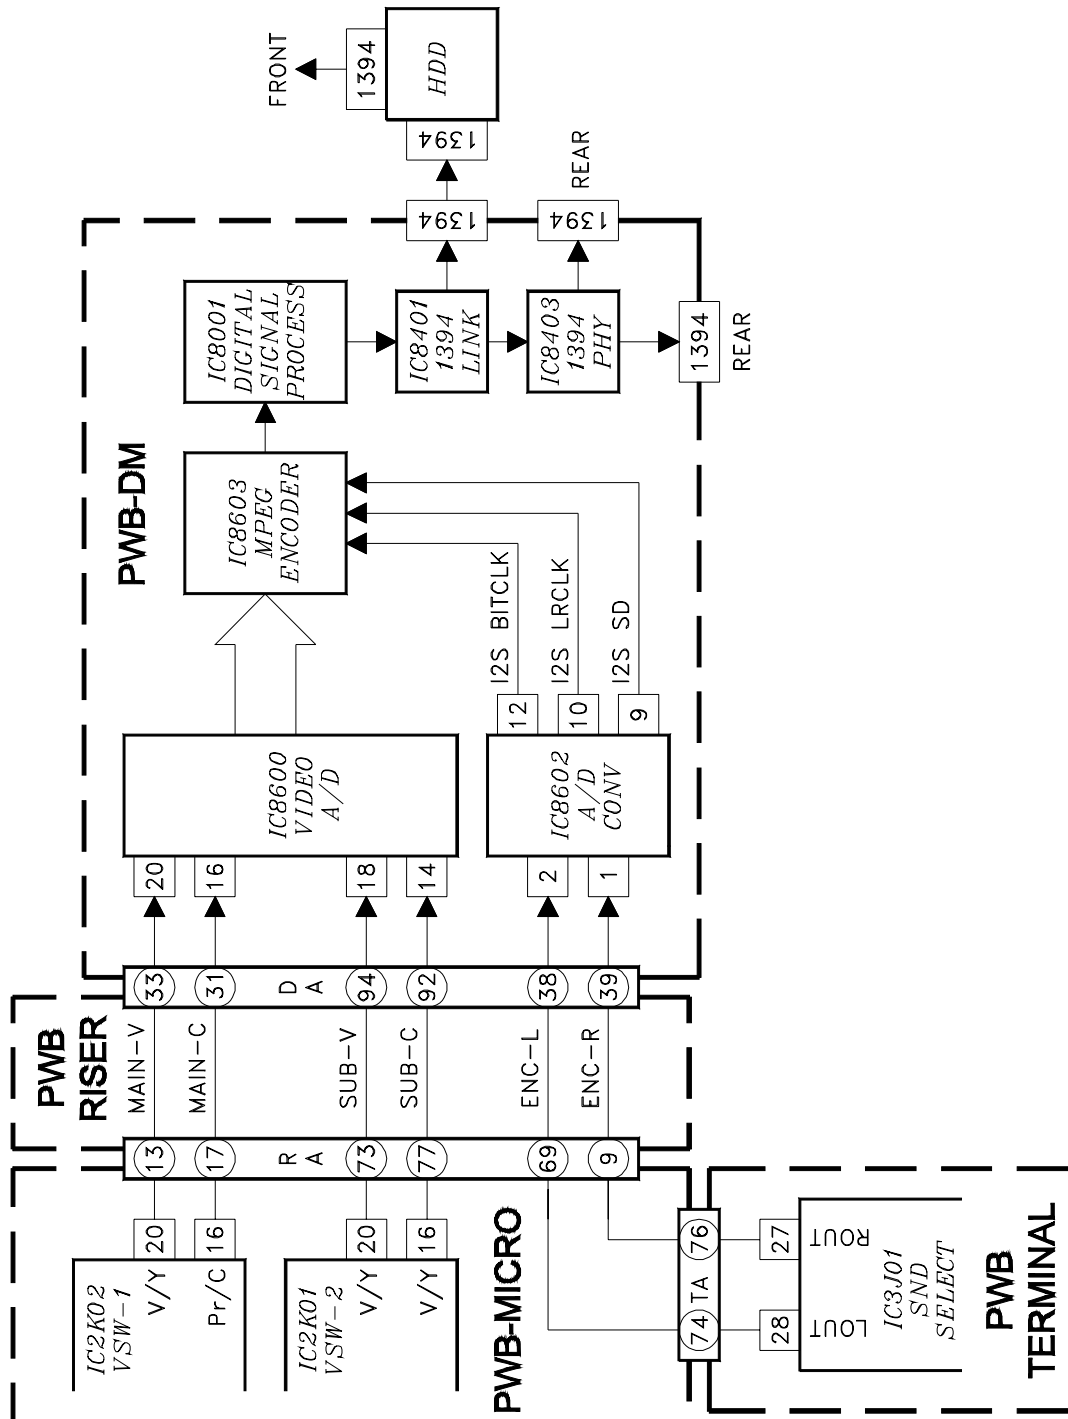 IC2K02
VSW-1
V/Y
20
Pr/C
16
IC2K01
VSW-2
V/Y
20
V/Y
16
PWB-MICRO
13
17
R
A
73
77
69
9
PWB
RISER
MAIN-V
MAIN-C
SUB-V
SUB-C
ENC-L
ENC-R
33
31
D
A
94
92
38
39
PWB-DM
20
16
18
14
IC8600
VIDEO
A/D
2
1
IC8602
A/D
CONV
12
10
9
I2S BITCLK
I2S LRCLK
I2S SD
IC8603
MPEG
ENCODER
IC8001
DIGITAL
SIGNAL
PROCESS
IC8401
1394
LINK
IC8403
1394
PHY
1394
1394
REAR
1394
REAR
1394
HDD
1394
FRONT
74
TA
76
28
27
LOUT
ROUT
IC3J01
SND
SELECT
PWB
TERMINAL